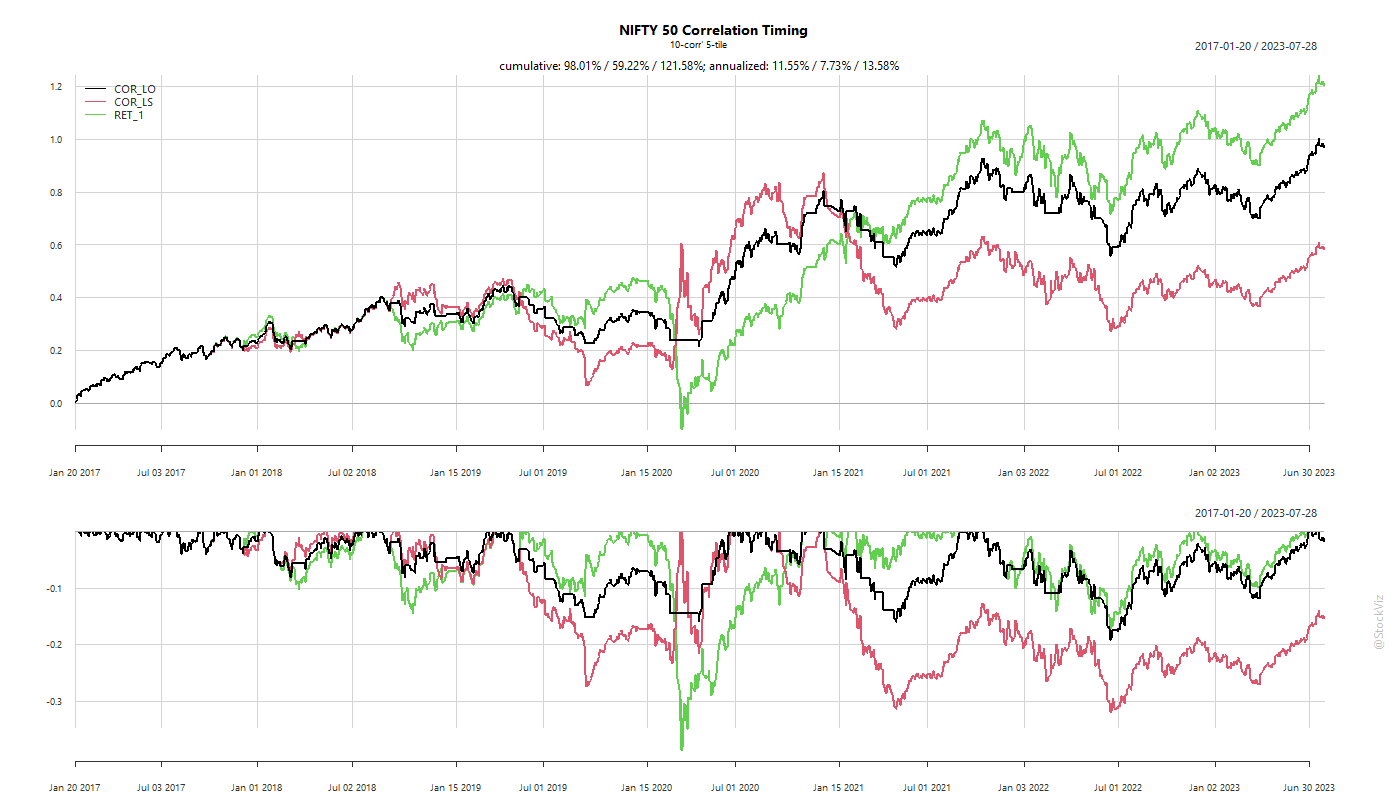 NIFTY 50 Correlation Timing
10-corr' 5-tile
2017-01-20 / 2023-07-28
cumulative: 98.01% / 59.22% / 121.58%; annualized: 11.55% / 7.73% / 13.58%
COR_LO
COR_LS
RET_1
1.2
1.0
0.8
0.6
0.4
0.2
0.0
Jan 20 2017 Jul 03 2017 Jan 01 2018 Jul 02 2018 Jan 15 2019 Jul 01 2019 Jan 15 2020 Jul 01 2020 Jan 15 2021 Jul 01 2021 Jan 03 2022 Jul 01 2022 Jan 02 2023 Jun 30 2023
2017-01-20 / 2023-07-28
-0.1
-0.2
-0.3
Jan 20 2017 Jul 03 2017 Jan 01 2018 Jul 02 2018 Jan 15 2019 Jul 01 2019 Jan 15 2020 Jul 01 2020 Jan 15 2021 Jul 01 2021 Jan 03 2022 Jul 01 2022 Jan 02 2023 Jun 30 2023
@StockViz